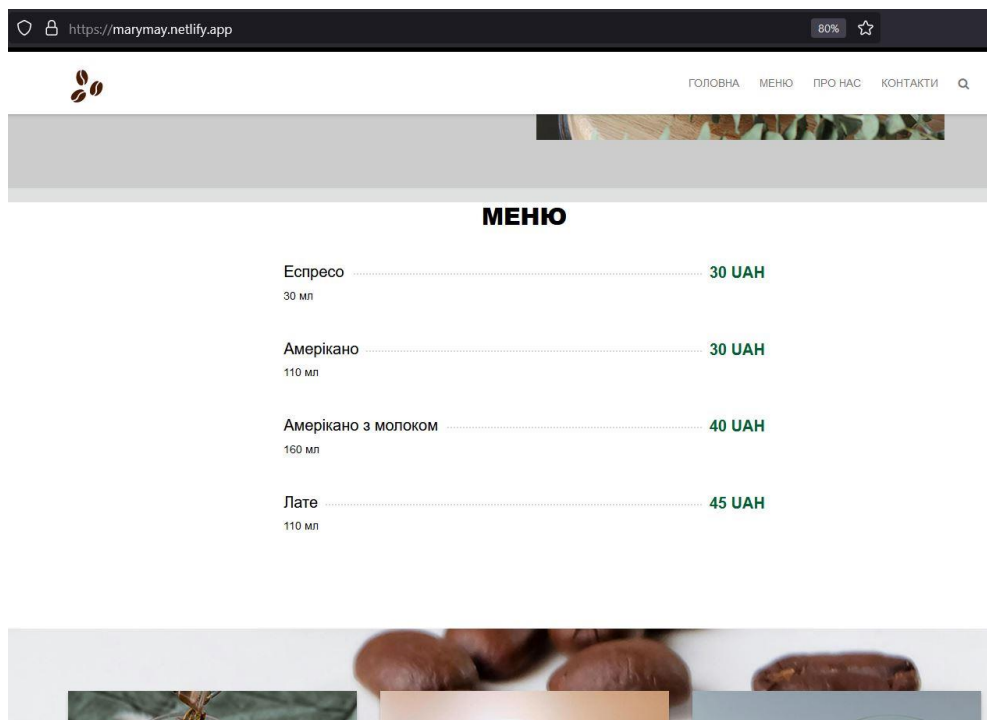 https://marymay.netlify.app 80%
ГОЛОВНА МЕНЮ ПРО НАС КОНТАКТИ
МЕНЮ
Еспресо 30 UAH
30 мл
Амерікано 30 UAH
110 мл
Амерікано з молоком 40 UAH
160 мл
Лате 45 UAH
110 мл